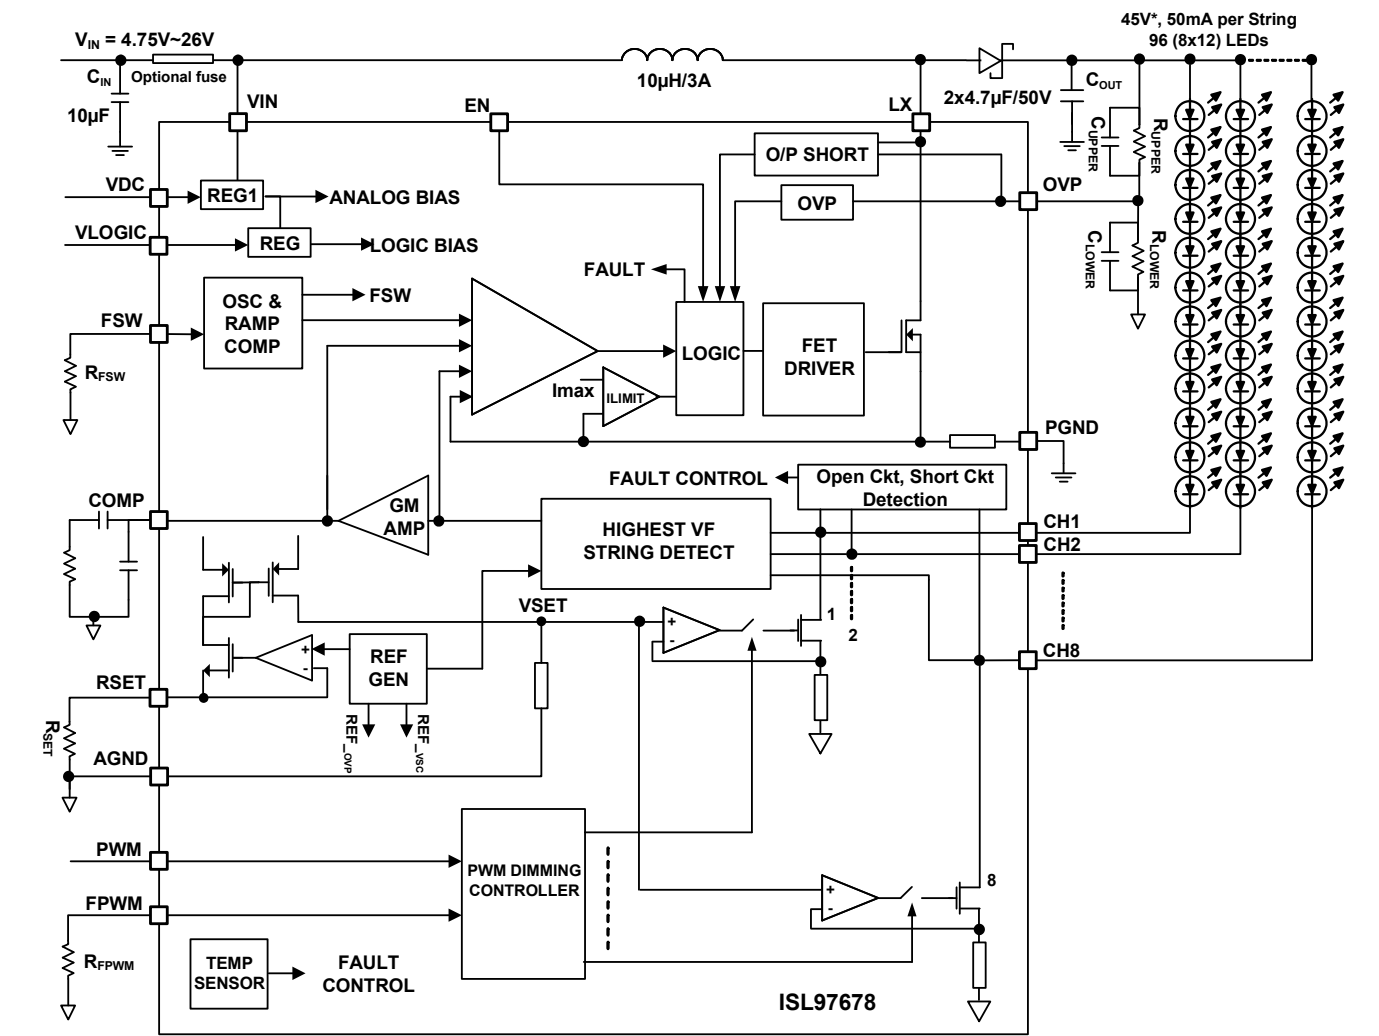 45V*, 50mA per String
96 (8x12) LEDs
VIN = 4.75V~26V
CIN
Optional fuse
10µF
10µH/3A
2x4.7µF/50V
COUT
VIN
EN
LX
CUPPER
RUPPER
O/P SHORT
VDC
REG1
ANALOG BIAS
OVP
OVP
VLOGIC
REG
LOGIC BIAS
CLOWER
RLOWER
FAULT
OSC &
RAMP
COMP
FSW
FSW
RFSW
LOGIC
FET
DRIVER
Imax
ILIMIT
PGND
FAULT CONTROL
Open Ckt, Short Ckt
Detection
COMP
GM
AMP
HIGHEST VF
STRING DETECT
CH1
CH2
VSET
+
-
1
2
+
-
REF
GEN
CH8
RSET
RSET
REF_OVP
REF_VSC
AGND
PWM
PWM DIMMING
CONTROLLER
+
-
8
FPWM
RFPWM
TEMP
SENSOR
FAULT
CONTROL
ISL97678